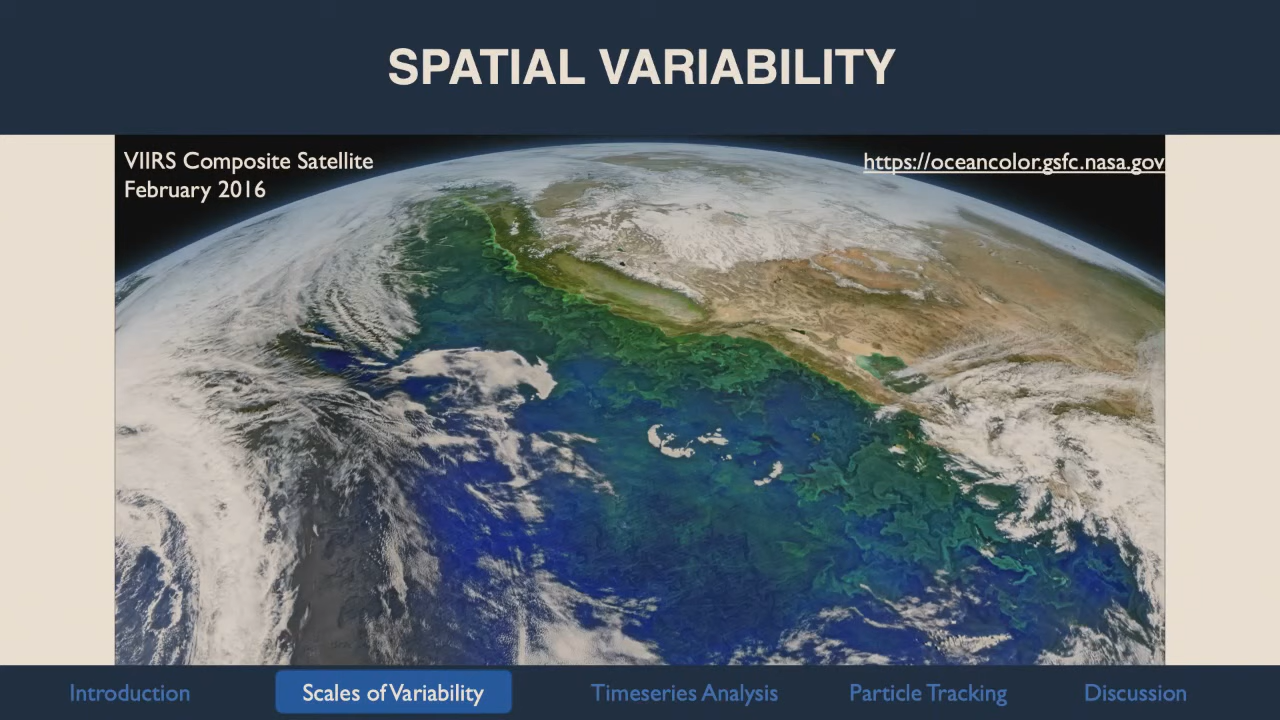 SPATIAL VARIABILITY
VIIRS Composite Satellite
February 2016
https://oceancolor.gsfc.nasa.gov
Introduction
Scales of Variability
Timeseries Analysis
Particle Tracking
Discussion